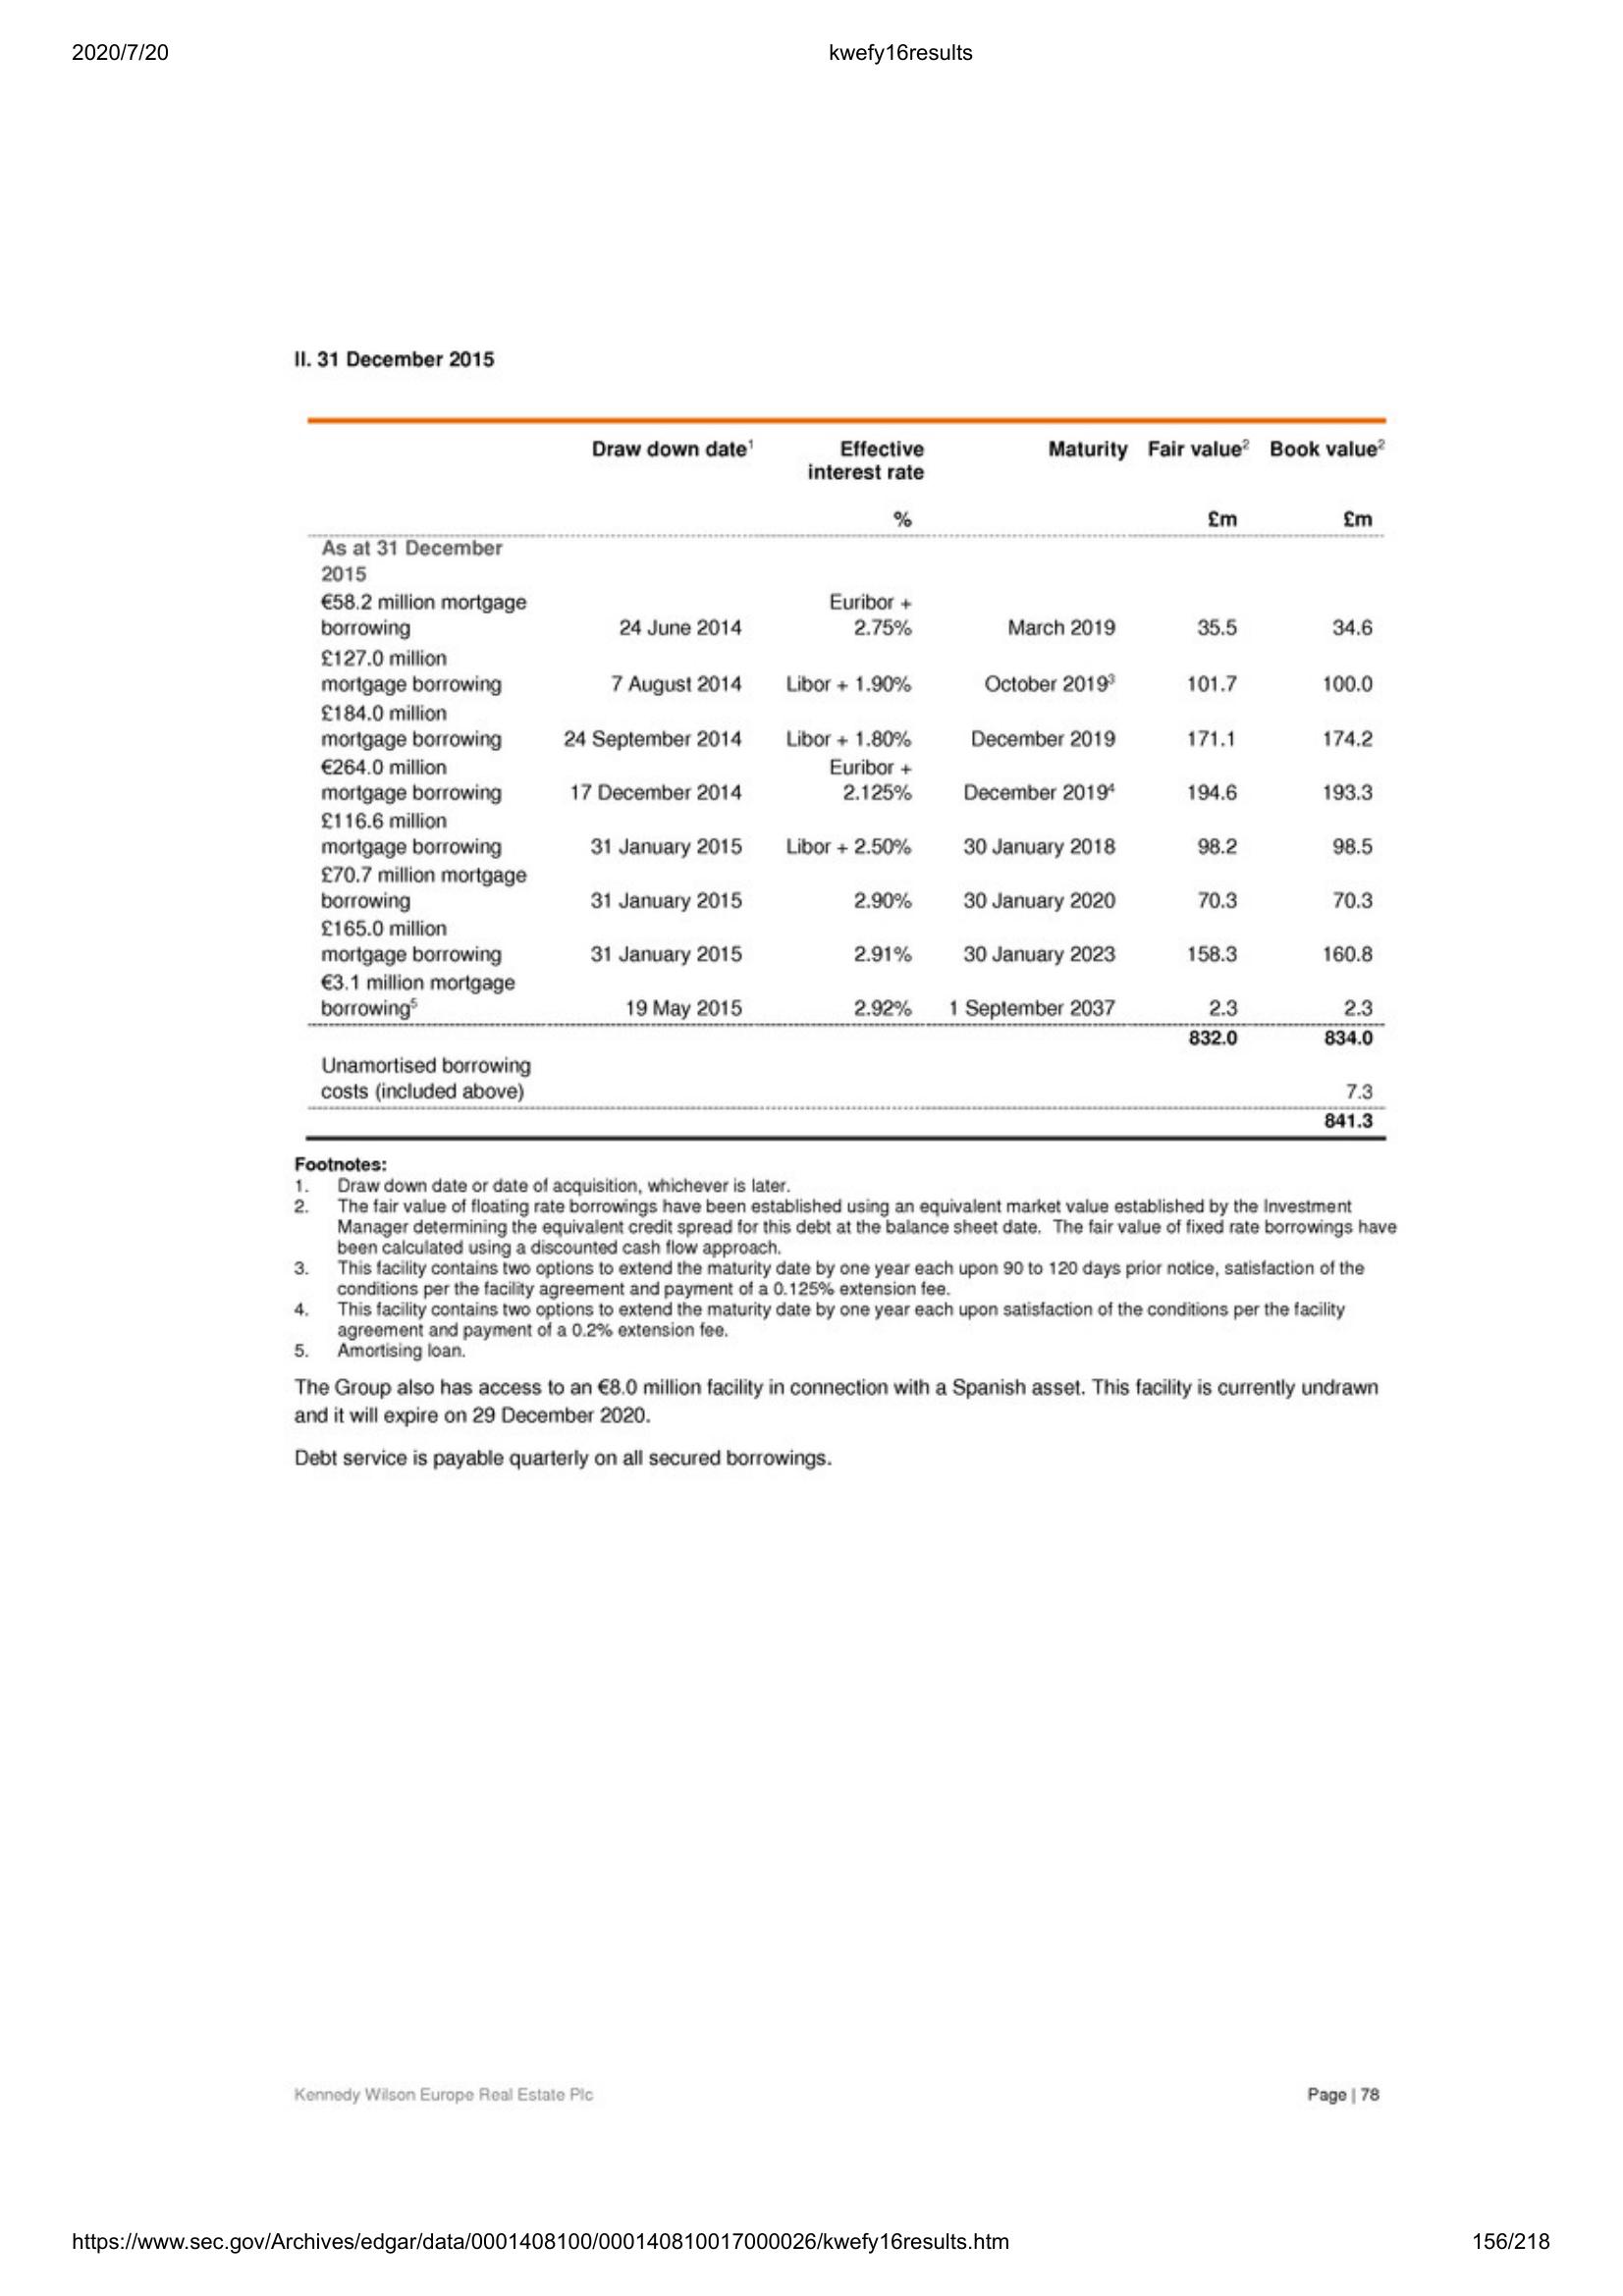 2020/7/20 kwefy16results
II. 31 December 2015
Draw down date1 Effective Maturity Fair value2 Book value2
interest rate
% £m £m
As at 31 December
2015
€58.2 million mortgage Euribor +
borrowing 24 June 2014 2.75% March 2019 35.5 34.6
£127.0 million
mortgage borrowing 7 August 2014 Libor + 1.90% October 20193 101.7 100.0
£184.0 million
mortgage borrowing 24 September 2014 Libor + 1.80% December 2019 171.1 174.2
€264.0 million Euribor +
mortgage borrowing 17 December 2014 2.125% December 20194 194.6 193.3
£116.6 million
mortgage borrowing 31 January 2015 Libor + 2.50% 30 January 2018 98.2 98.5
£70.7 million mortgage
borrowing 31 January 2015 2.90% 30 January 2020 70.3 70.3
£165.0 million
mortgage borrowing 31 January 2015 2.91% 30 January 2023 158.3 160.8
€3.1 million mortgage
borrowing5 19 May 2015 2.92% 1 September 2037 2.3 2.3
832.0 834.0
Unamortised borrowing
costs (included above) 7.3
841.3
Footnotes:
1. Draw down date or date of acquisition, whichever is later.
2. The fair value of floating rate borrowings have been established using an equivalent market value established by the Investment
Manager determining the equivalent credit spread for this debt at the balance sheet date. The fair value of fixed rate borrowings have
been calculated using a discounted cash flow approach.
3. This facility contains two options to extend the maturity date by one year each upon 90 to 120 days prior notice, satisfaction of the
conditions per the facility agreement and payment of a 0.125% extension fee.
4. This facility contains two options to extend the maturity date by one year each upon satisfaction of the conditions per the facility
agreement and payment of a 0.2% extension fee.
5. Amortising loan.
The Group also has access to an €8.0 million facility in connection with a Spanish asset. This facility is currently undrawn
and it will expire on 29 December 2020.
Debt service is payable quarterly on all secured borrowings.
Kennedy Wilson Europe Real Estate Plc Page | 78
https://www.sec.gov/Archives/edgar/data/0001408100/000140810017000026/kwefy16results.htm 156/218